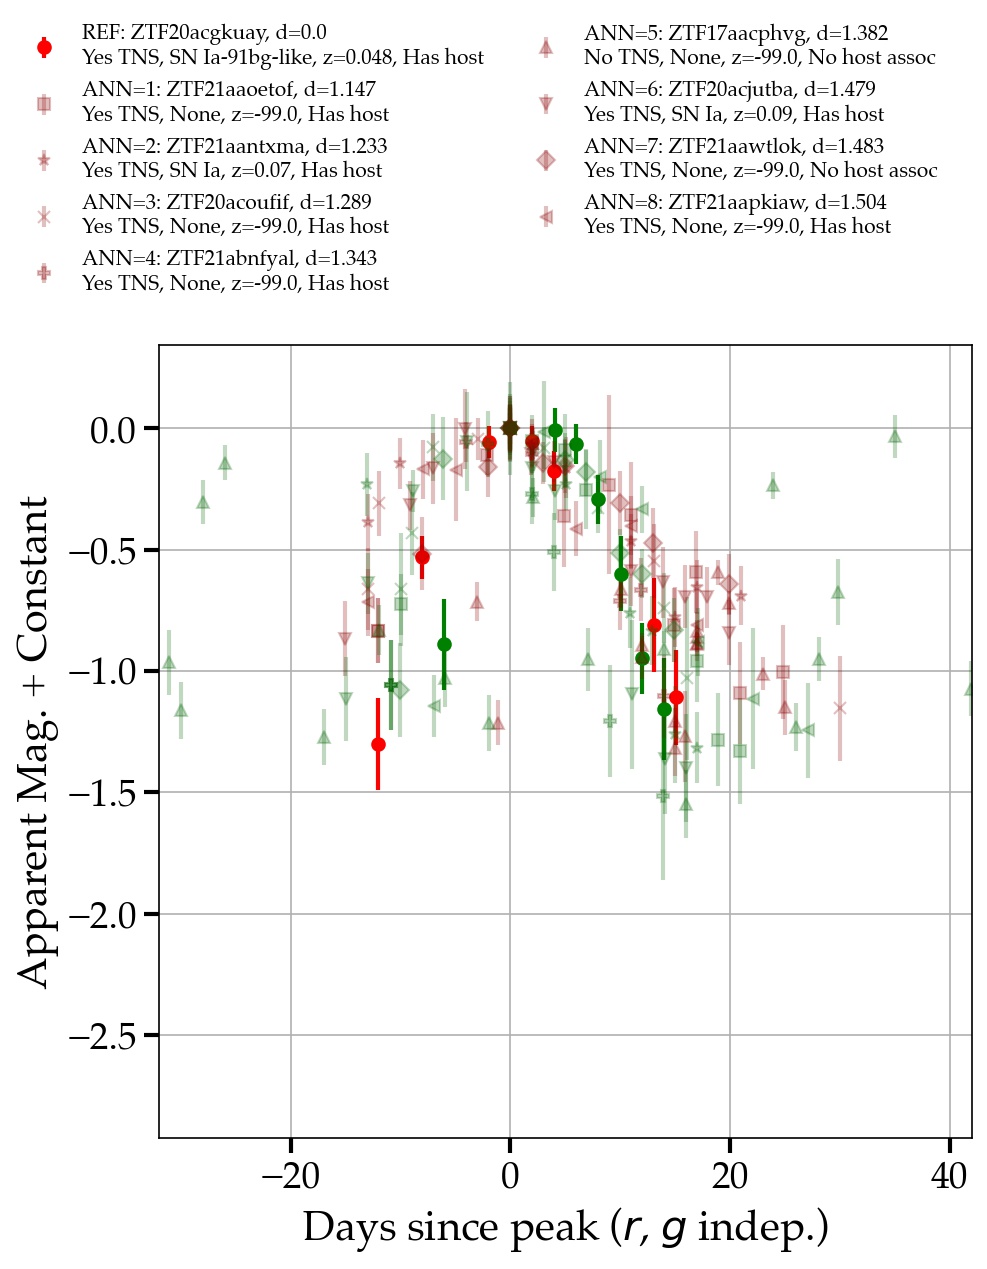 REF: ZTF20acgkuay, d=0.0
Yes TNS, SN Ia-91bg-like, z=0.048, Has host
ANN=1: ZTF21aaoetof, d=1.147
Yes TNS, None, z=-99.0, Has host
ANN=2: ZTF21aantxma, d=1.233
Yes TNS, SN Ia, z=0.07, Has host
ANN=3: ZTF20acoufif, d=1.289
Yes TNS, None, z=-99.0, Has host
ANN=4: ZTF21abnfyal, d=1.343
Yes TNS, None, z=-99.0, Has host
ANN=5: ZTF17aacphvg, d=1.382
No TNS, None, z=-99.0, No host assoc
ANN=6: ZTF20acjutba, d=1.479
Yes TNS, SN Ia, z=0.09, Has host
ANN=7: ZTF21aawtlok, d=1.483
Yes TNS, None, z=-99.0, No host assoc
ANN=8: ZTF21aapkiaw, d=1.504
Yes TNS, None, z=-99.0, Has host
Apparent Mag. + Constant
0.0
−0.5
−1.0
−1.5
−2.0
−2.5
−20
0
20
40
Days since peak (r, g indep.)